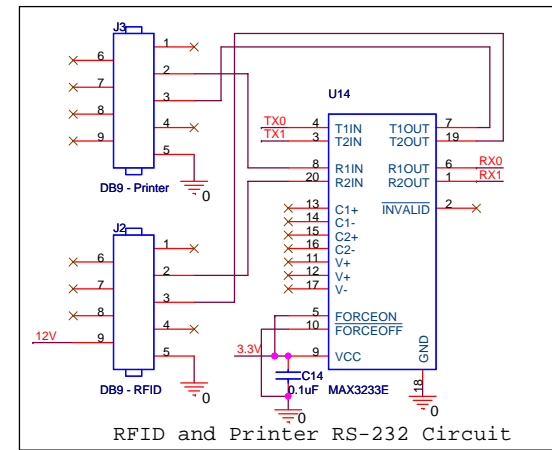 J3
1
6
2
7
3
8
4
9
5
DB9 - Printer
0
J2
1
6
2
7
3
8
4
12V
9
5
DB9 - RFID
0
U14
TX0 4 T1IN T1OUT 7
TX1 3 T2IN T2OUT 19
8 R1IN R1OUT 6 RX0
20 R2IN R2OUT 1 RX1
13 C1+ INVALID 2
14 C1-
15 C2+
16 C2-
11 V+
12 V+
17 V-
5 FORCEON
10 FORCEOFF
3.3V 9 VCC
GND
18
C14
0.1uF
MAX3233E
0
0
RFID and Printer RS-232 Circuit